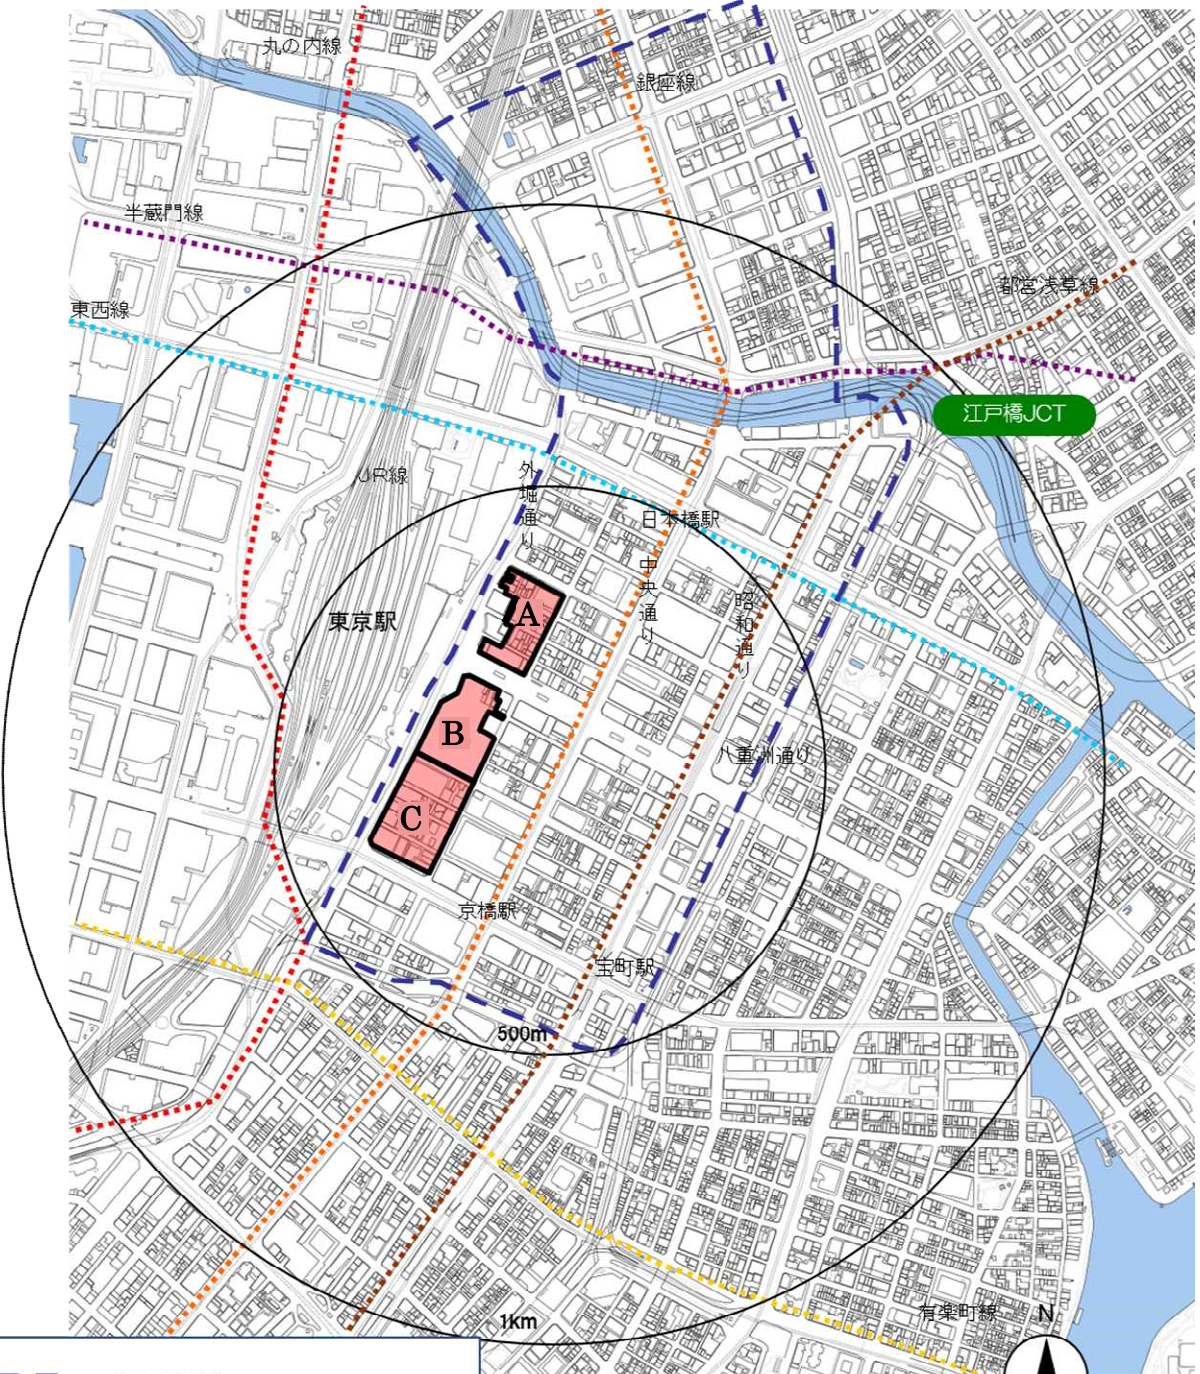 丸の内線
銀座線
半蔵門線
都営浅草線
東西線
江戸橋JCT
JR線
外堀通り
日本橋駅
中央通り
昭和通り
東京駅
A
B
八重洲通り
C
京橋駅
宝町駅
500m
有楽町線
N
1km